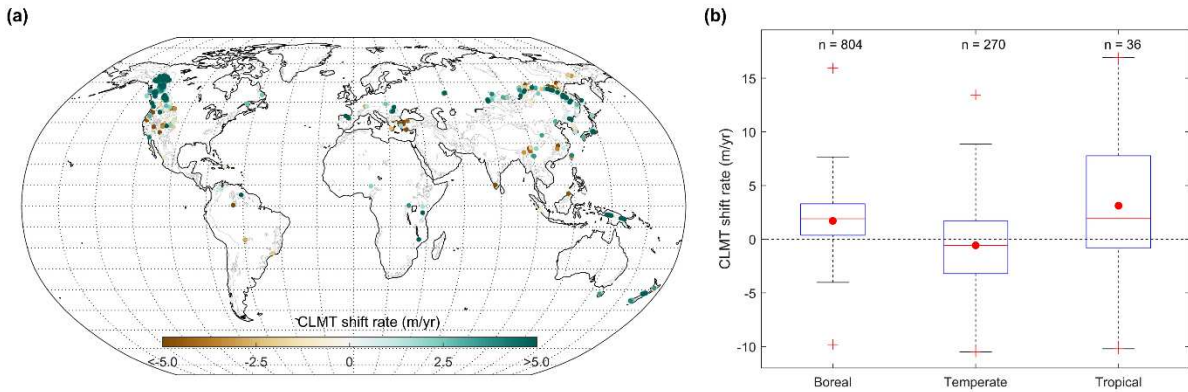 (a)
CLMT shift rate (m/yr)
<-5.0 -2.5 0 2.5 >5.0
(b)
n = 804 n = 270 n = 36
CLMT shift rate (m/yr)
15
10
5
0
-5
-10
Boreal Temperate Tropical